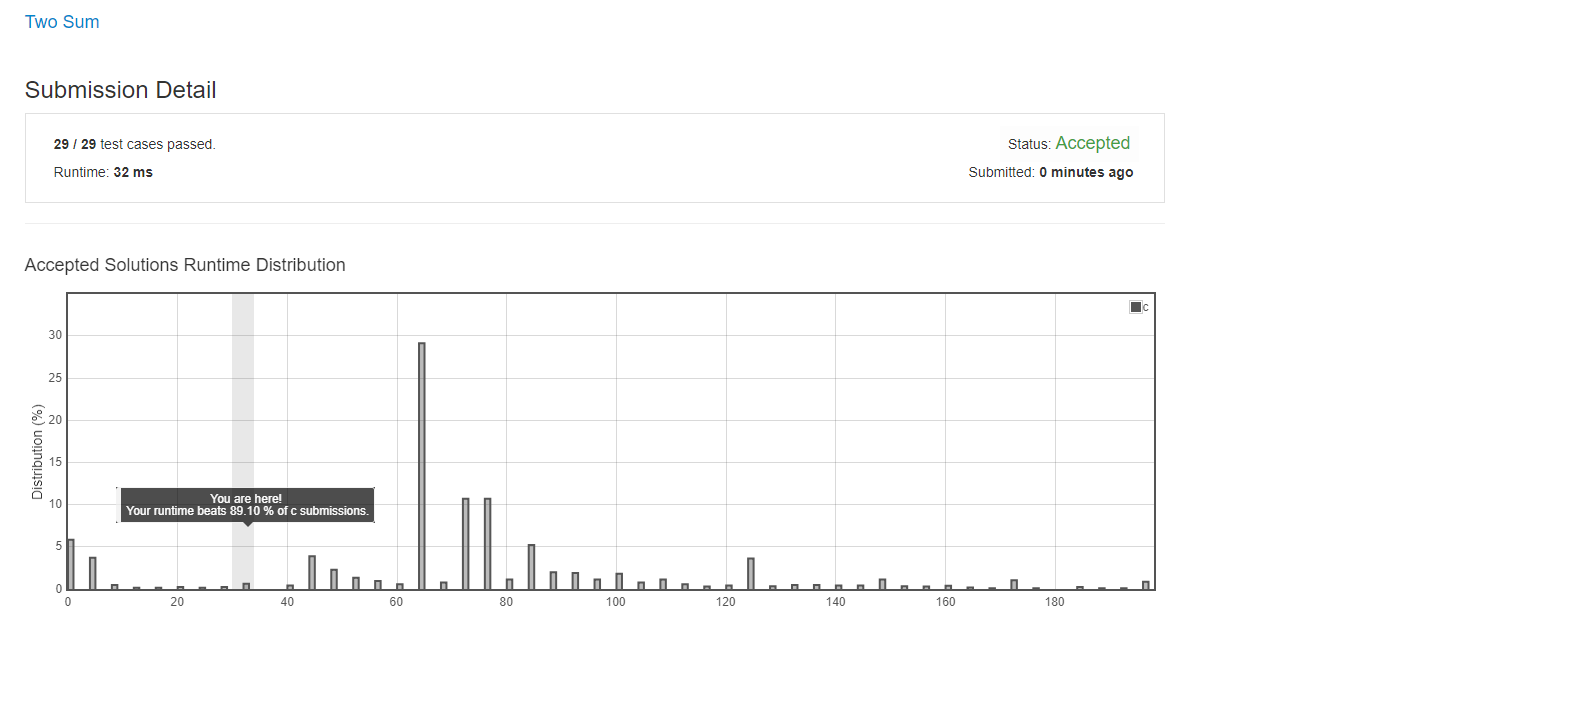 Two Sum
Submission Detail
29 / 29 test cases passed.
Status: Accepted
Runtime: 32 ms
Submitted: 0 minutes ago
Accepted Solutions Runtime Distribution
c
30
25
20
15
10
5
0
Distribution (%)
You are here!
Your runtime beats 89.10 % of c submissions.
0 20 40 60 80 100 120 140 160 180